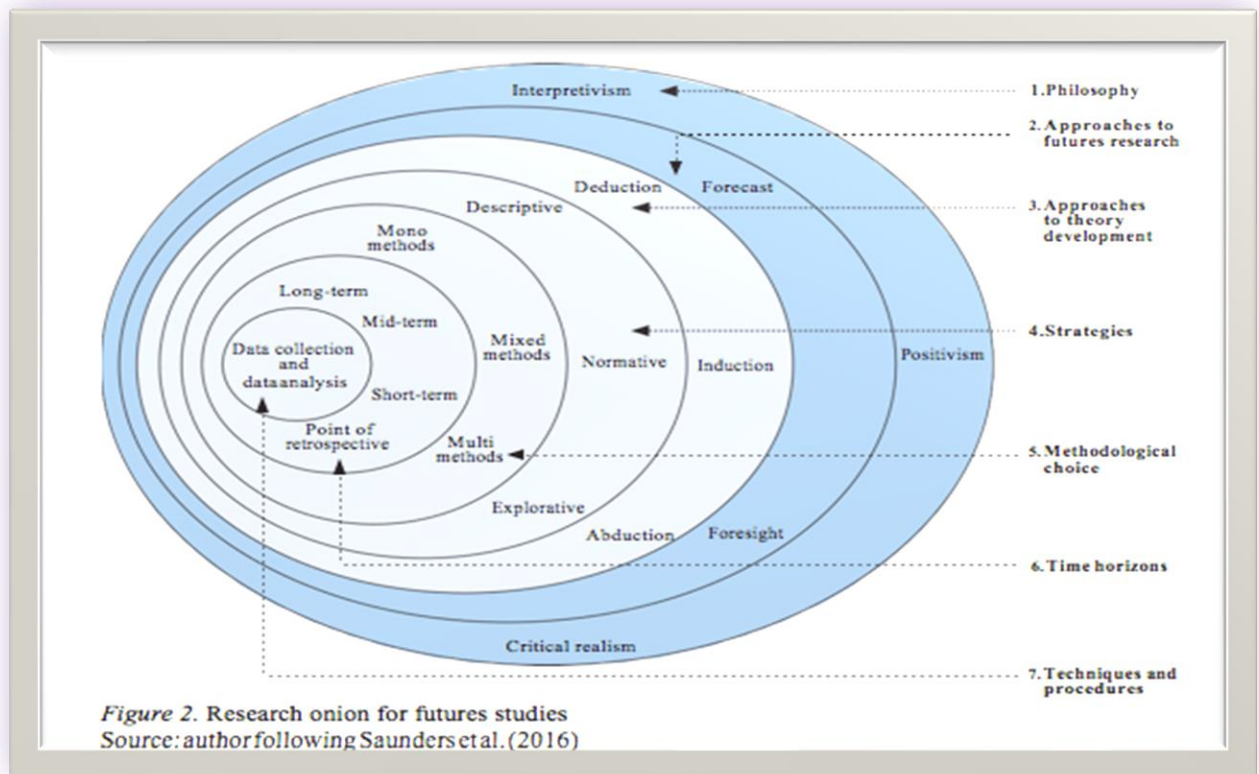 Interpretivism
1.Philosophy
2.Approaches to
futures research
Deduction
Forecast
Descriptive
3.Approaches
to theory
development
Mono
methods
Long-term
Mid-term
4.Strategies
Data collection
and
dataanalysis
Mixed
methods
Normative
Induction
Positivism
Short-term
Point of
retrospective
Multi
methods
5.Methodological
choice
Explorative
Abduction
Foresight
6.Time horizons
Critical realism
7.Techniques and
procedures
Figure 2. Research onion for futures studies
Source:authorfollowingSaundersetal.(2016)